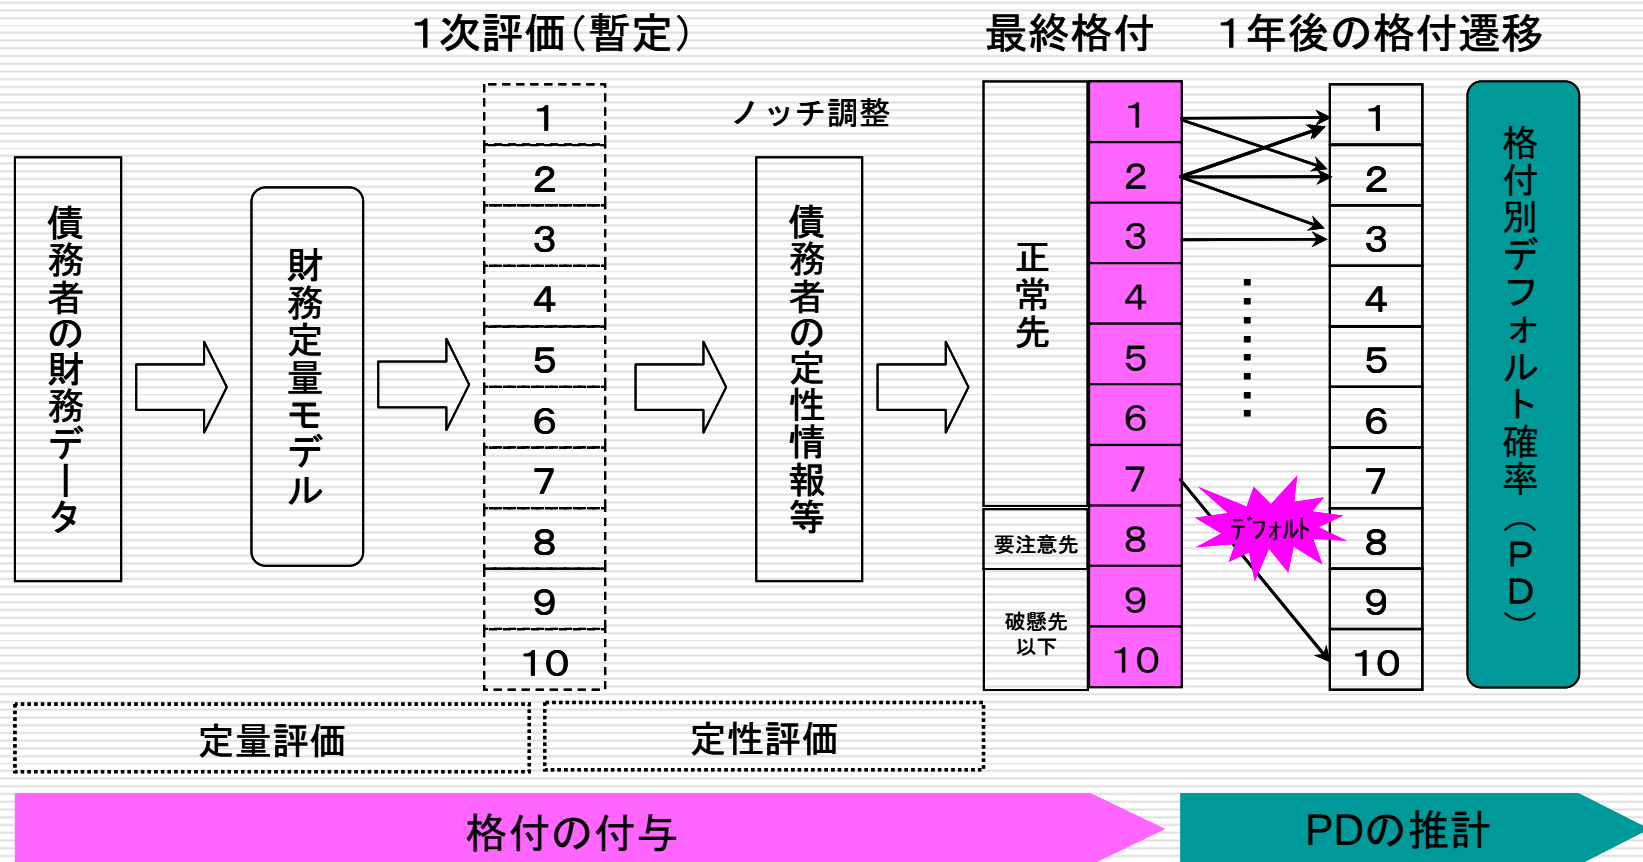 1次評価(暫定)
最終格付
1年後の格付遷移
債務者の財務データ
財務定量モデル
1
2
3
4
5
6
7
8
9
10
ノッチ調整
債務者の定性情報等
正常先
要注意先
破懸先
以下
1
2
3
4
5
6
7
8
9
10
デフォルト
1
2
3
4
5
6
7
8
9
10
格付別デフォルト確率(PD)
定量評価
定性評価
格付の付与
PDの推計